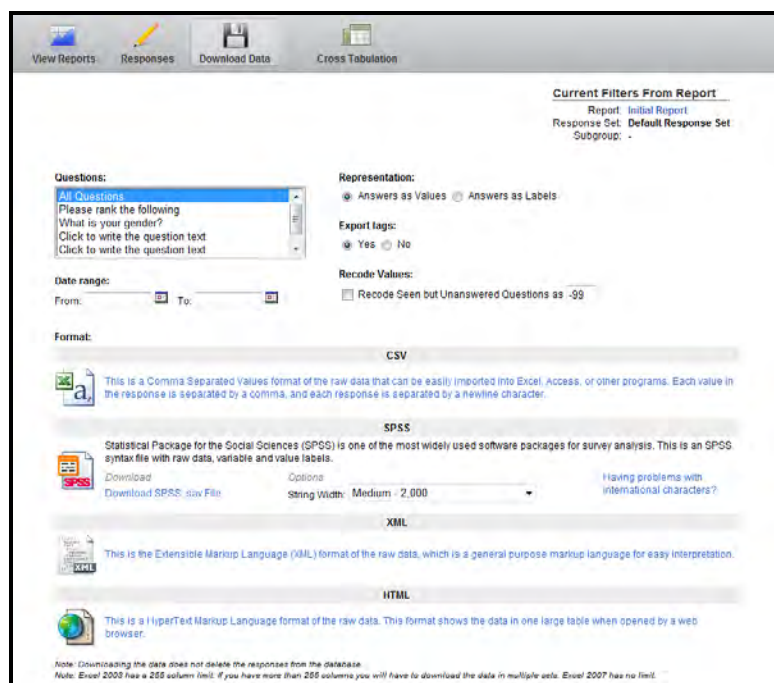 View Reports Responses Download Data Cross Tabulation
Current Filters From Report
Report: Initial Report
Response Set: Default Response Set
Subgroup: -
Questions:
All Questions
Please rank the following
What is your gender?
Click to write the question text
Click to write the question text
Representation:
Answers as Values Answers as Labels
Export tags:
Yes No
Date range:
From: To:
Recode Values:
Recode Seen but Unanswered Questions as -99
Format:
CSV
a,
This is a Comma Separated Values format of the raw data that can be easily imported into Excel, Access, or other programs. Each value in
the response is separated by a comma, and each response is separated by a newline character.
SPSS
Statistical Package for the Social Sciences (SPSS) is one of the most widely used software packages for survey analysis. This is an SPSS
syntax file with raw data, variable and value labels.
SPSS
Download Options
Download SPSS .sav File String Width: Medium - 2,000
Having problems with
international characters?
XML
XML
This is the Extensible Markup Language (XML) format of the raw data, which is a general purpose markup language for easy interpretation.
HTML
This is a HyperText Markup Language format of the raw data. This format shows the data in one large table when opened by a web
browser.
Note: Downloading the data does not delete the responses from the database.
Note: Excel 2003 has a 255 column limit. If you have more than 255 columns you will have to download the data in multiple sets. Excel 2007 has no limit.